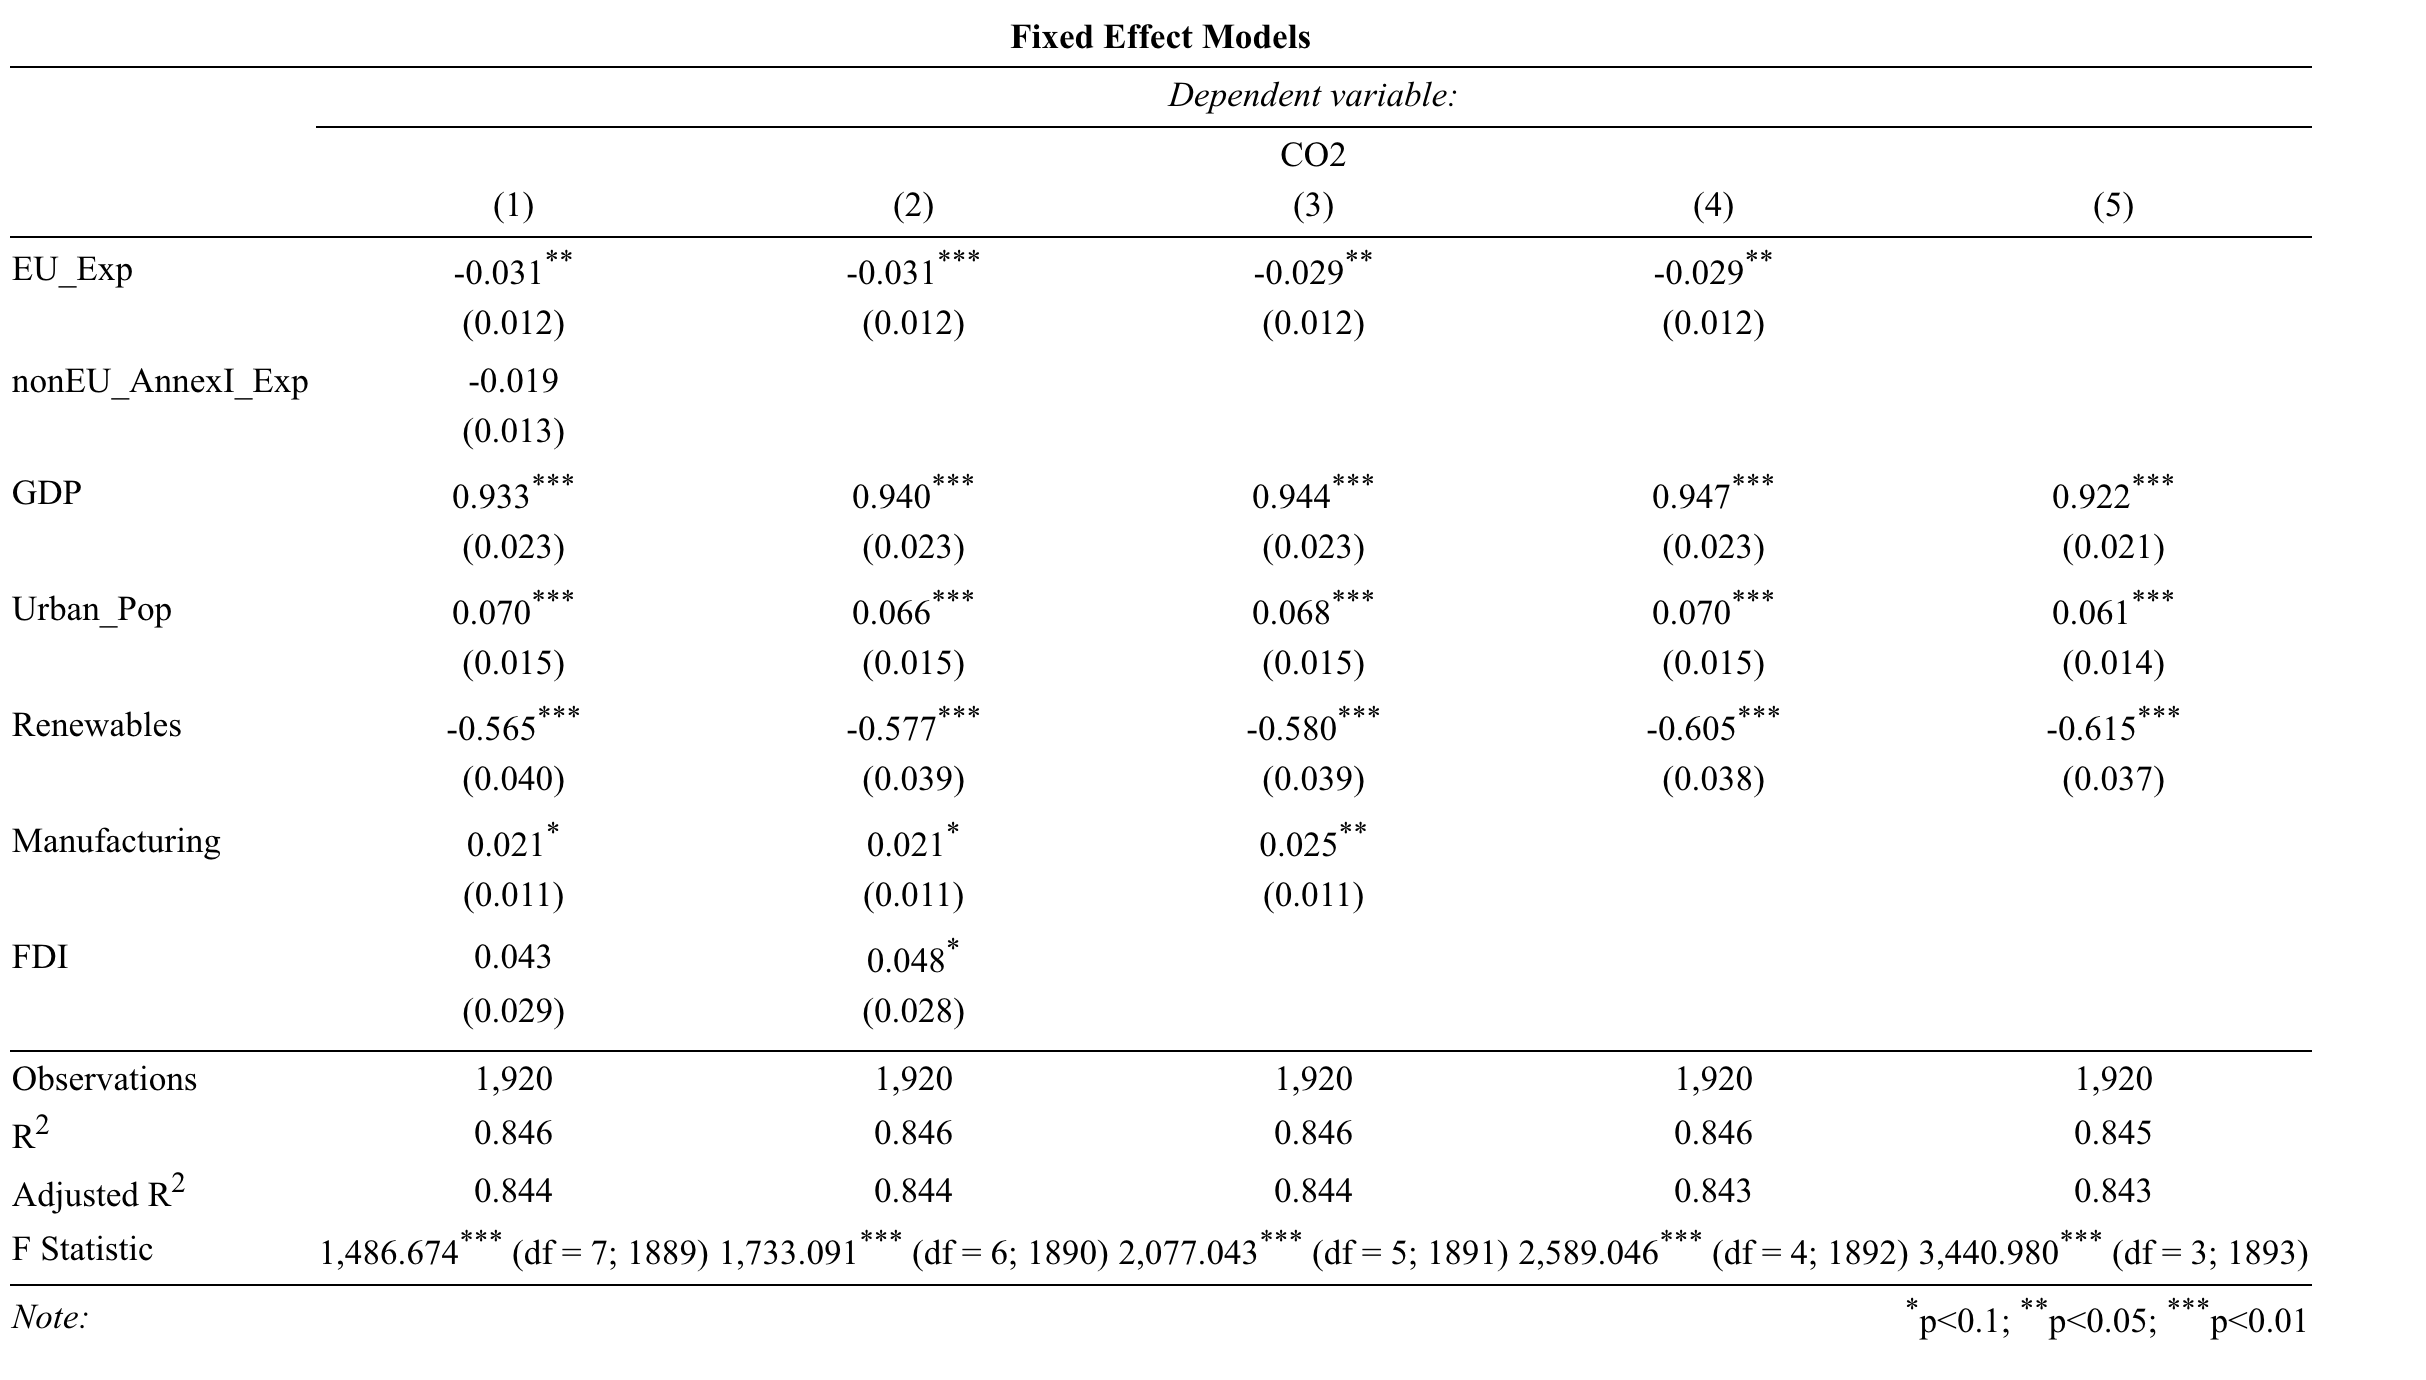 Fixed Effect Models
Dependent variable:
CO2
(1) (2) (3) (4) (5)
EU_Exp -0.031** -0.031*** -0.029** -0.029**
(0.012) (0.012) (0.012) (0.012)
nonEU_AnnexI_Exp -0.019
(0.013)
GDP 0.933*** 0.940*** 0.944*** 0.947*** 0.922***
(0.023) (0.023) (0.023) (0.023) (0.021)
Urban_Pop 0.070*** 0.066*** 0.068*** 0.070*** 0.061***
(0.015) (0.015) (0.015) (0.015) (0.014)
Renewables -0.565*** -0.577*** -0.580*** -0.605*** -0.615***
(0.040) (0.039) (0.039) (0.038) (0.037)
Manufacturing 0.021* 0.021* 0.025**
(0.011) (0.011) (0.011)
FDI 0.043 0.048*
(0.029) (0.028)
Observations 1,920 1,920 1,920 1,920 1,920
R2 0.846 0.846 0.846 0.846 0.845
Adjusted R2 0.844 0.844 0.844 0.843 0.843
F Statistic 1,486.674*** (df = 7; 1889) 1,733.091*** (df = 6; 1890) 2,077.043*** (df = 5; 1891) 2,589.046*** (df = 4; 1892) 3,440.980*** (df = 3; 1893)
Note: *p<0.1; **p<0.05; ***p<0.01